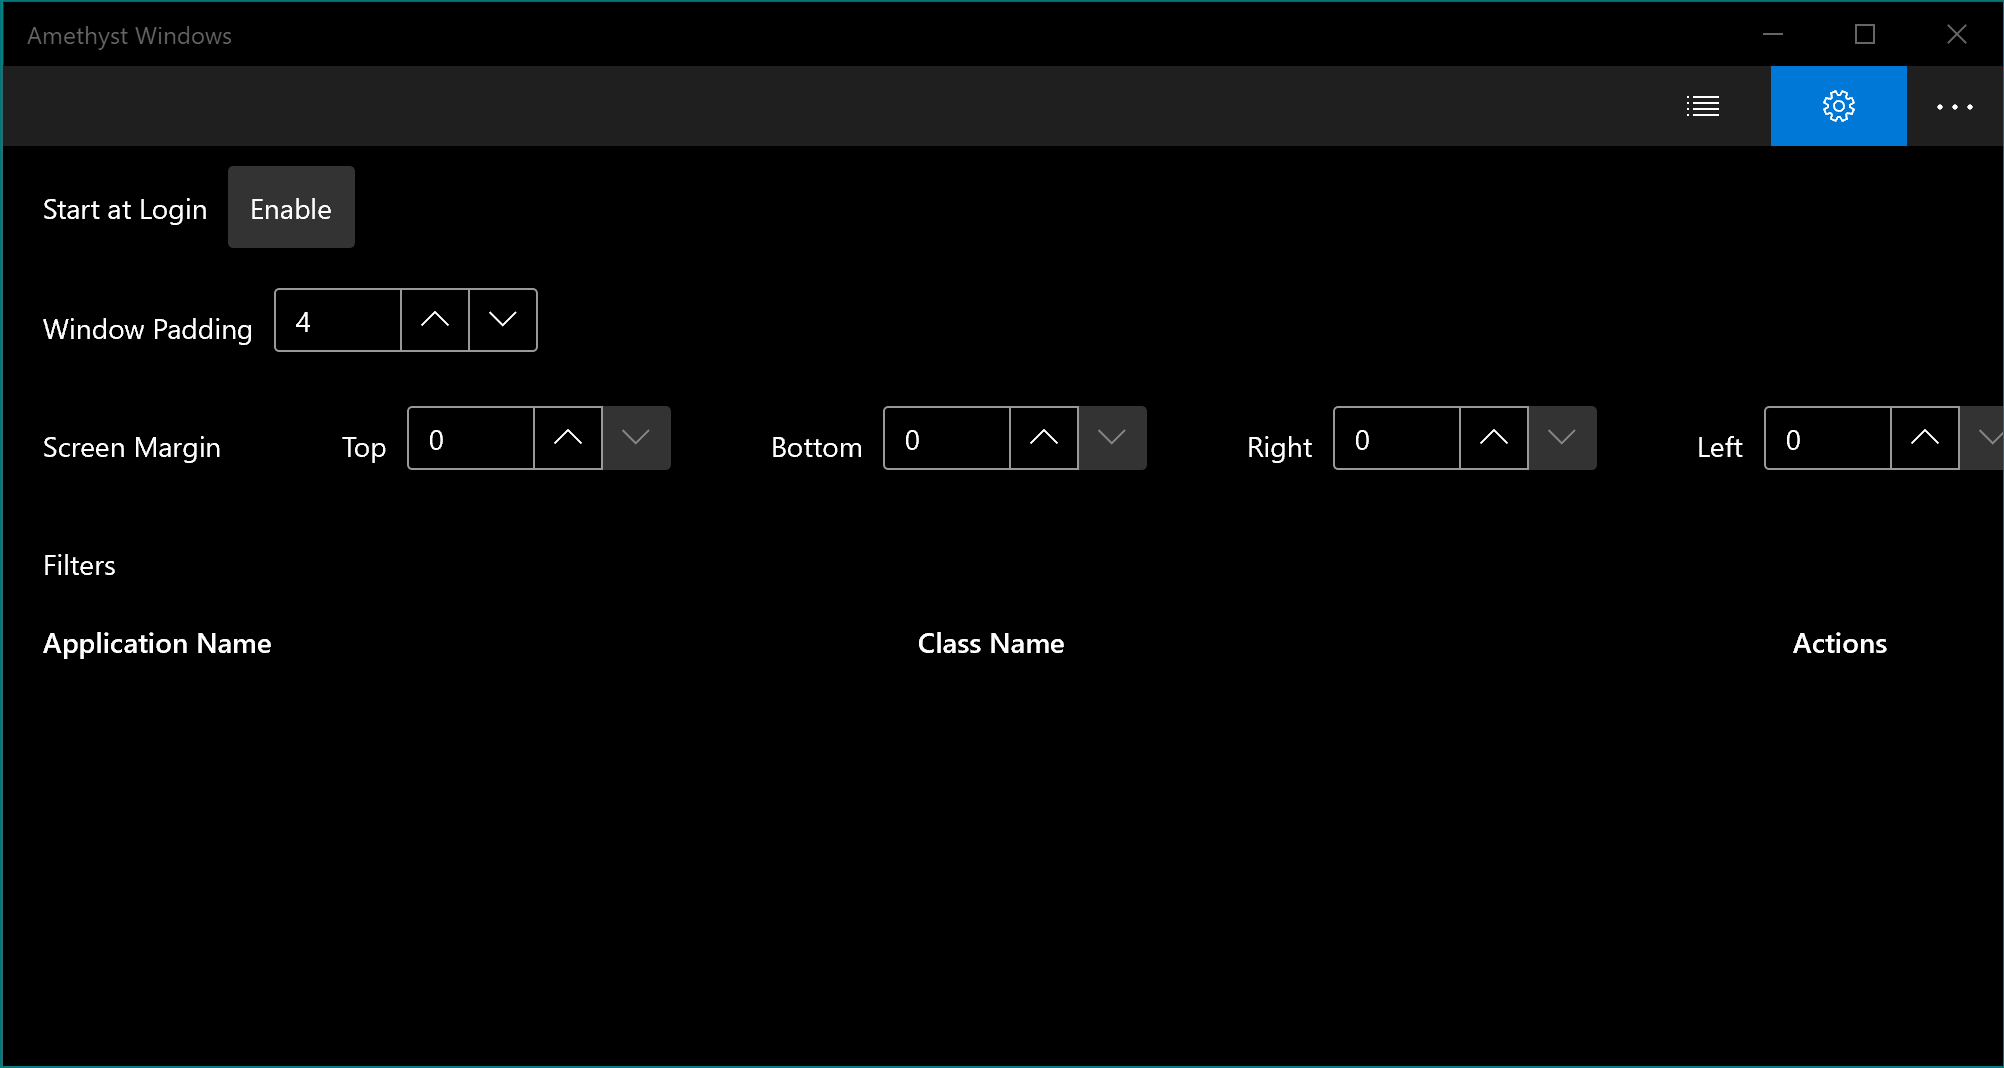 Amethyst Windows
Start at Login Enable
Window Padding 4
Screen Margin Top 0 Bottom 0 Right 0 Left 0
Filters
Application Name Class Name Actions